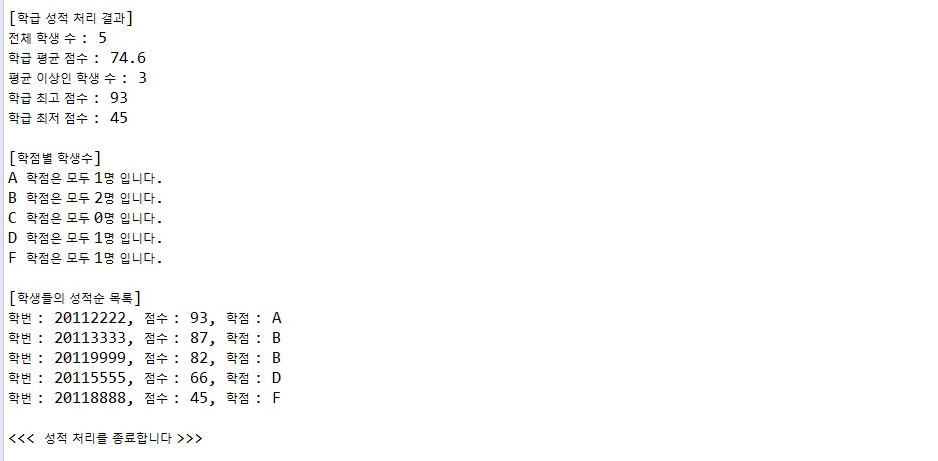 [학급 성적 처리 결과]
전체 학생 수 : 5
학급 평균 점수 : 74.6
평균 이상인 학생 수 : 3
학급 최고 점수 : 93
학급 최저 점수 : 45
[학점별 학생수]
A 학점은 모두 1명 입니다.
B 학점은 모두 2명 입니다.
C 학점은 모두 0명 입니다.
D 학점은 모두 1명 입니다.
F 학점은 모두 1명 입니다.
[학생들의 성적순 목록]
학번 : 20112222, 점수 : 93, 학점 : A
학번 : 20113333, 점수 : 87, 학점 : B
학번 : 20119999, 점수 : 82, 학점 : B
학번 : 20115555, 점수 : 66, 학점 : D
학번 : 20118888, 점수 : 45, 학점 : F
<<< 성적 처리를 종료합니다 >>>